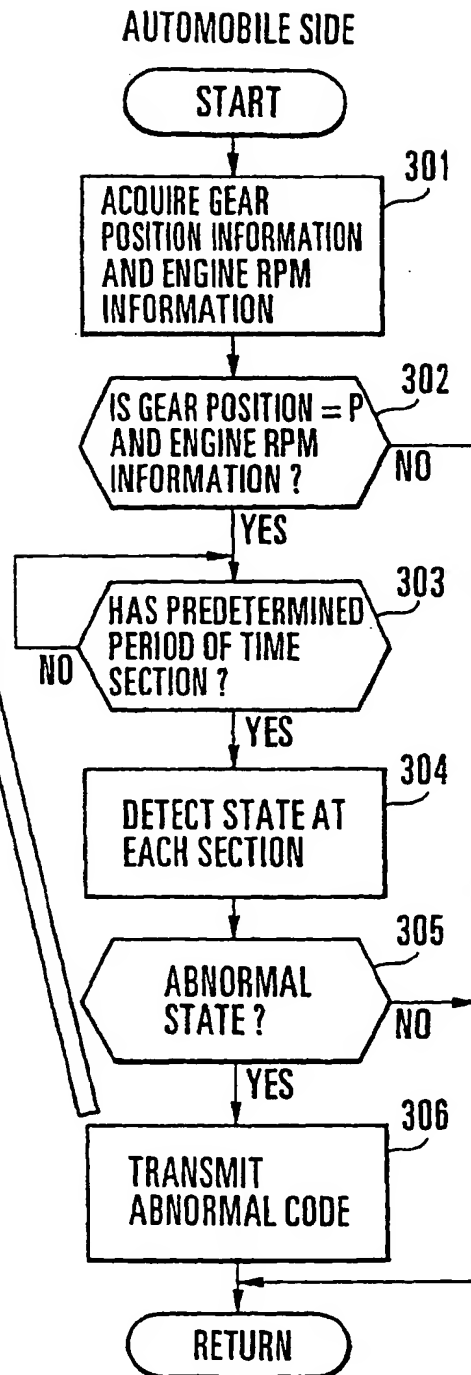 AUTOMOBILE SIDE
START
301
ACQUIRE GEAR
POSITION INFORMATION
AND ENGINE RPM
INFORMATION
302
IS GEAR POSITION = P
AND ENGINE RPM
INFORMATION ?
NO
YES
303
HAS PREDETERMINED
PERIOD OF TIME
SECTION ?
NO
YES
304
DETECT STATE AT
EACH SECTION
305
ABNORMAL
STATE ?
NO
YES
306
TRANSMIT
ABNORMAL CODE
RETURN